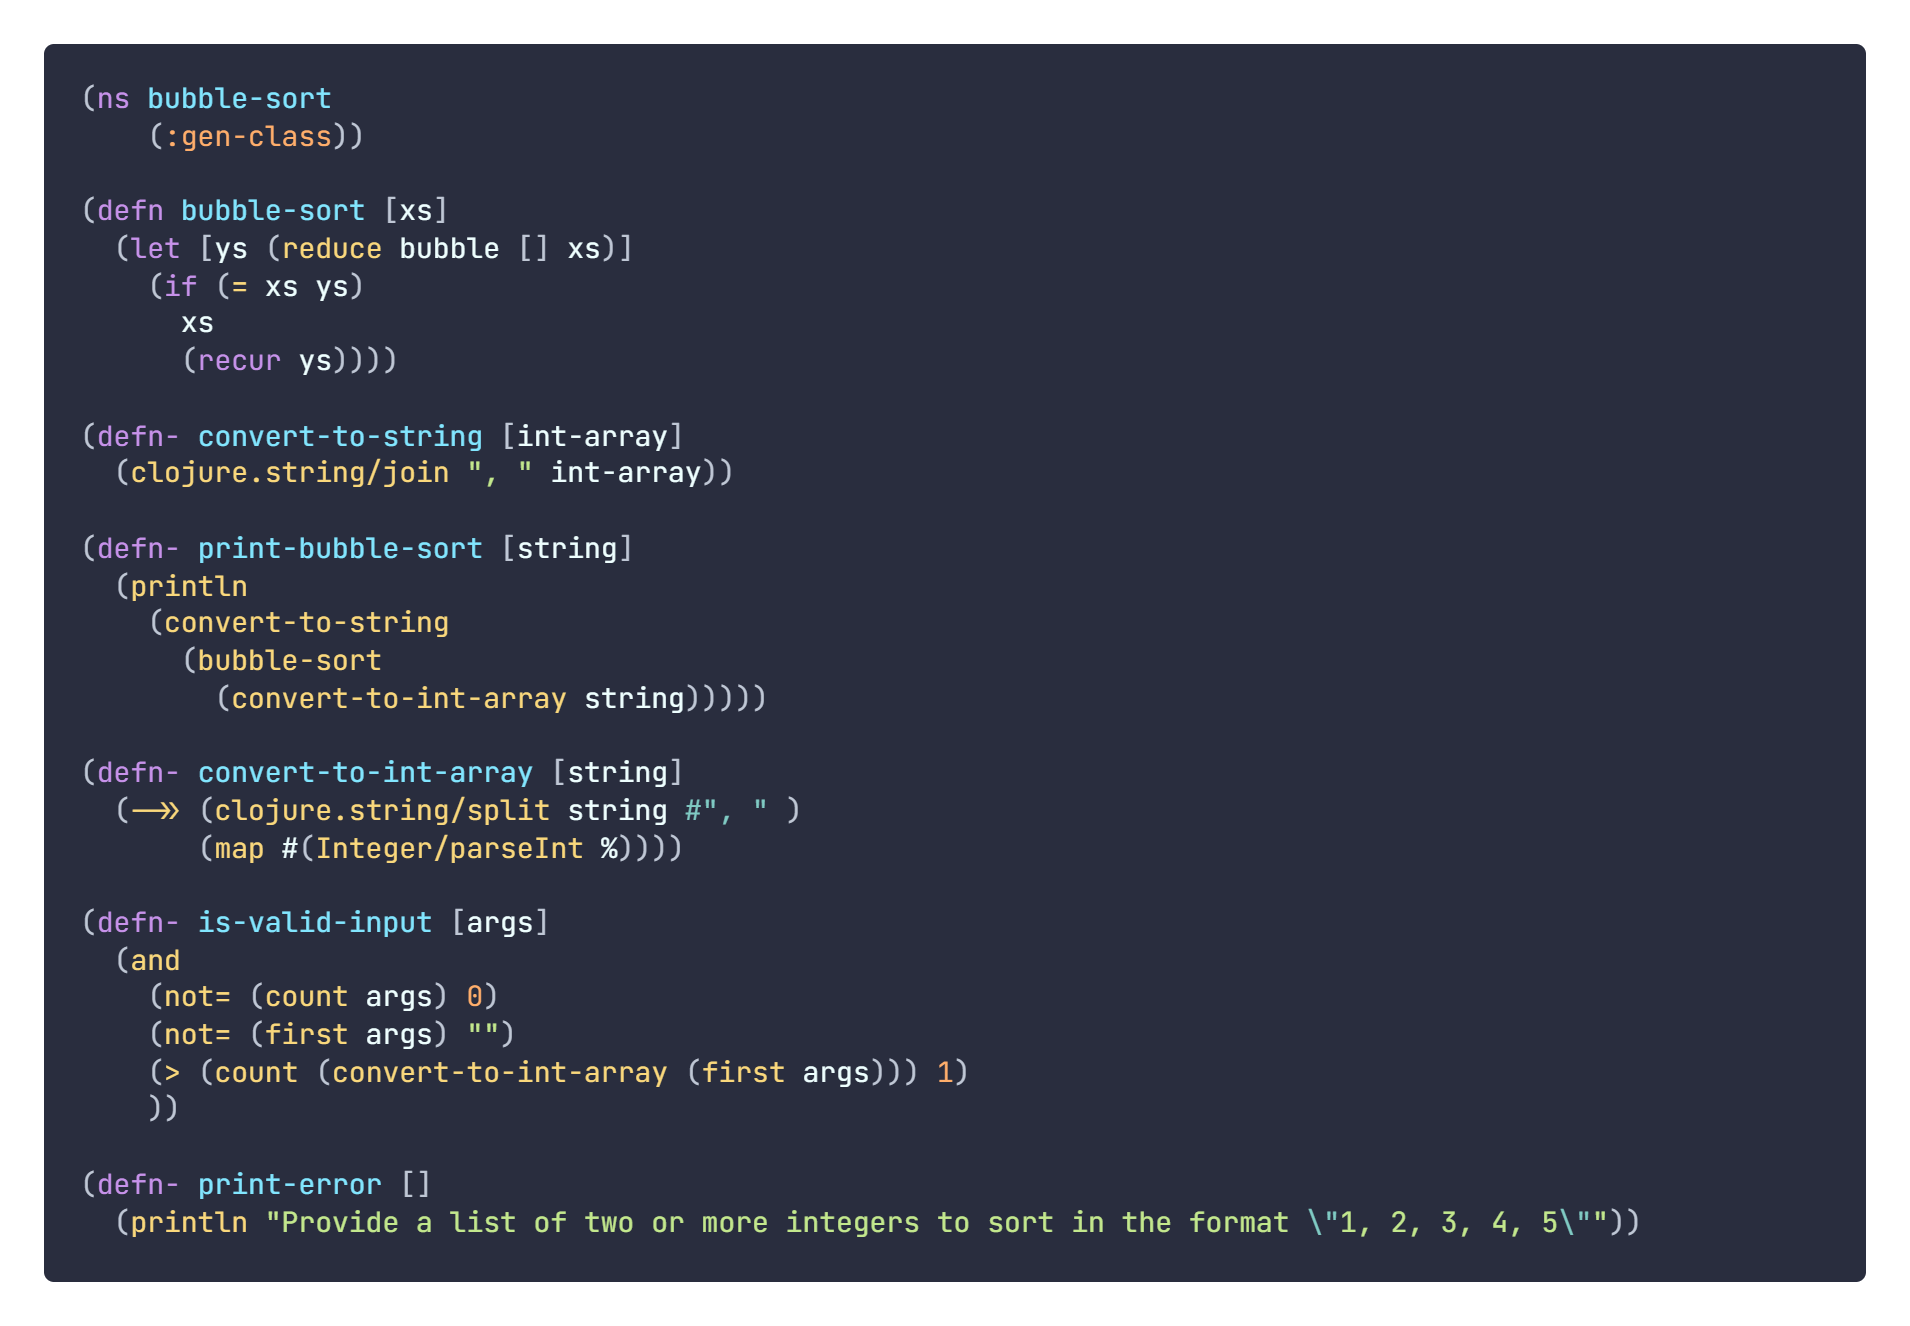 (ns bubble-sort
    (:gen-class))

(defn bubble-sort [xs]
  (let [ys (reduce bubble [] xs)]
    (if (= xs ys)
      xs
      (recur ys))))

(defn- convert-to-string [int-array]
  (clojure.string/join ", " int-array))

(defn- print-bubble-sort [string]
  (println
    (convert-to-string
      (bubble-sort
        (convert-to-int-array string)))))

(defn- convert-to-int-array [string]
  (->> (clojure.string/split string #", " )
       (map #(Integer/parseInt %))))

(defn- is-valid-input [args]
  (and
    (not= (count args) 0)
    (not= (first args) "")
    (> (count (convert-to-int-array (first args))) 1)
    ))

(defn- print-error []
  (println "Provide a list of two or more integers to sort in the format \"1, 2, 3, 4, 5\""))